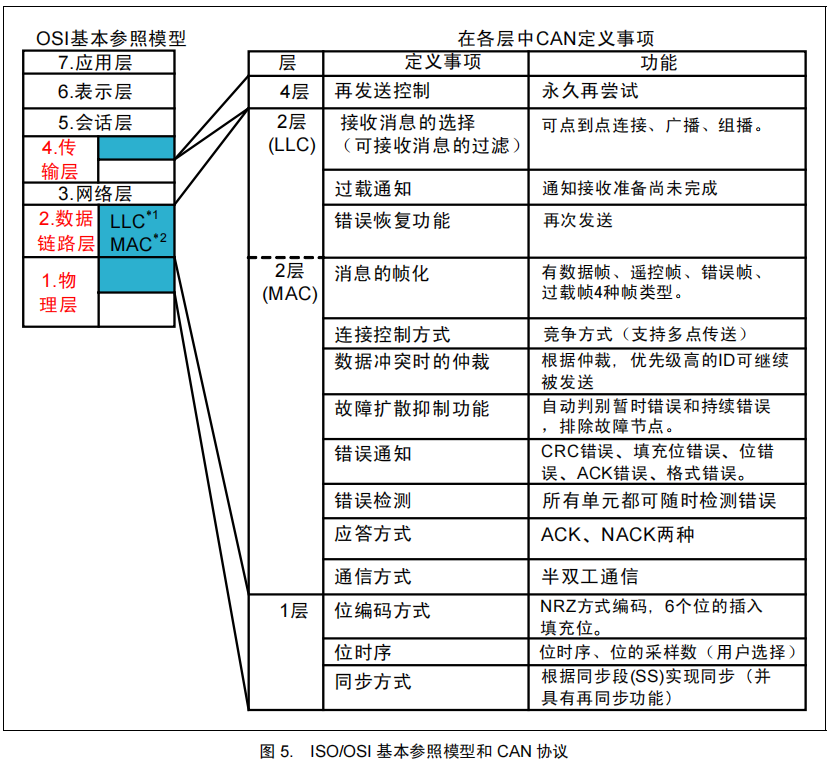 OSI基本参照模型
7.应用层
6.表示层
5.会话层
4.传
输层
3.网络层
2.数据
链路层
LLC*1
MAC*2
1.物
理层
在各层中CAN定义事项
层 定义事项 功能
4层 再发送控制 永久再尝试
2层
(LLC)
接收消息的选择
（可接收消息的过滤）
可点到点连接、广播、组播。
过载通知 通知接收准备尚未完成
错误恢复功能 再次发送
2层
(MAC)
消息的帧化
有数据帧、遥控帧、错误帧、
过载帧4种帧类型。
连接控制方式 竞争方式（支持多点传送）
数据冲突时的仲裁
根据仲裁，优先级高的ID可继续
被发送
故障扩散抑制功能
自动判别暂时错误和持续错误
，排除故障节点。
错误通知
CRC错误、填充位错误、位错
误、ACK错误、格式错误。
错误检测 所有单元都可随时检测错误
应答方式 ACK、NACK两种
通信方式 半双工通信
1层
位编码方式
NRZ方式编码，6个位的插入
填充位。
位时序 位时序、位的采样数（用户选择）
同步方式
根据同步段(SS)实现同步（并
具有再同步功能）
图 5. ISO/OSI 基本参照模型和 CAN 协议